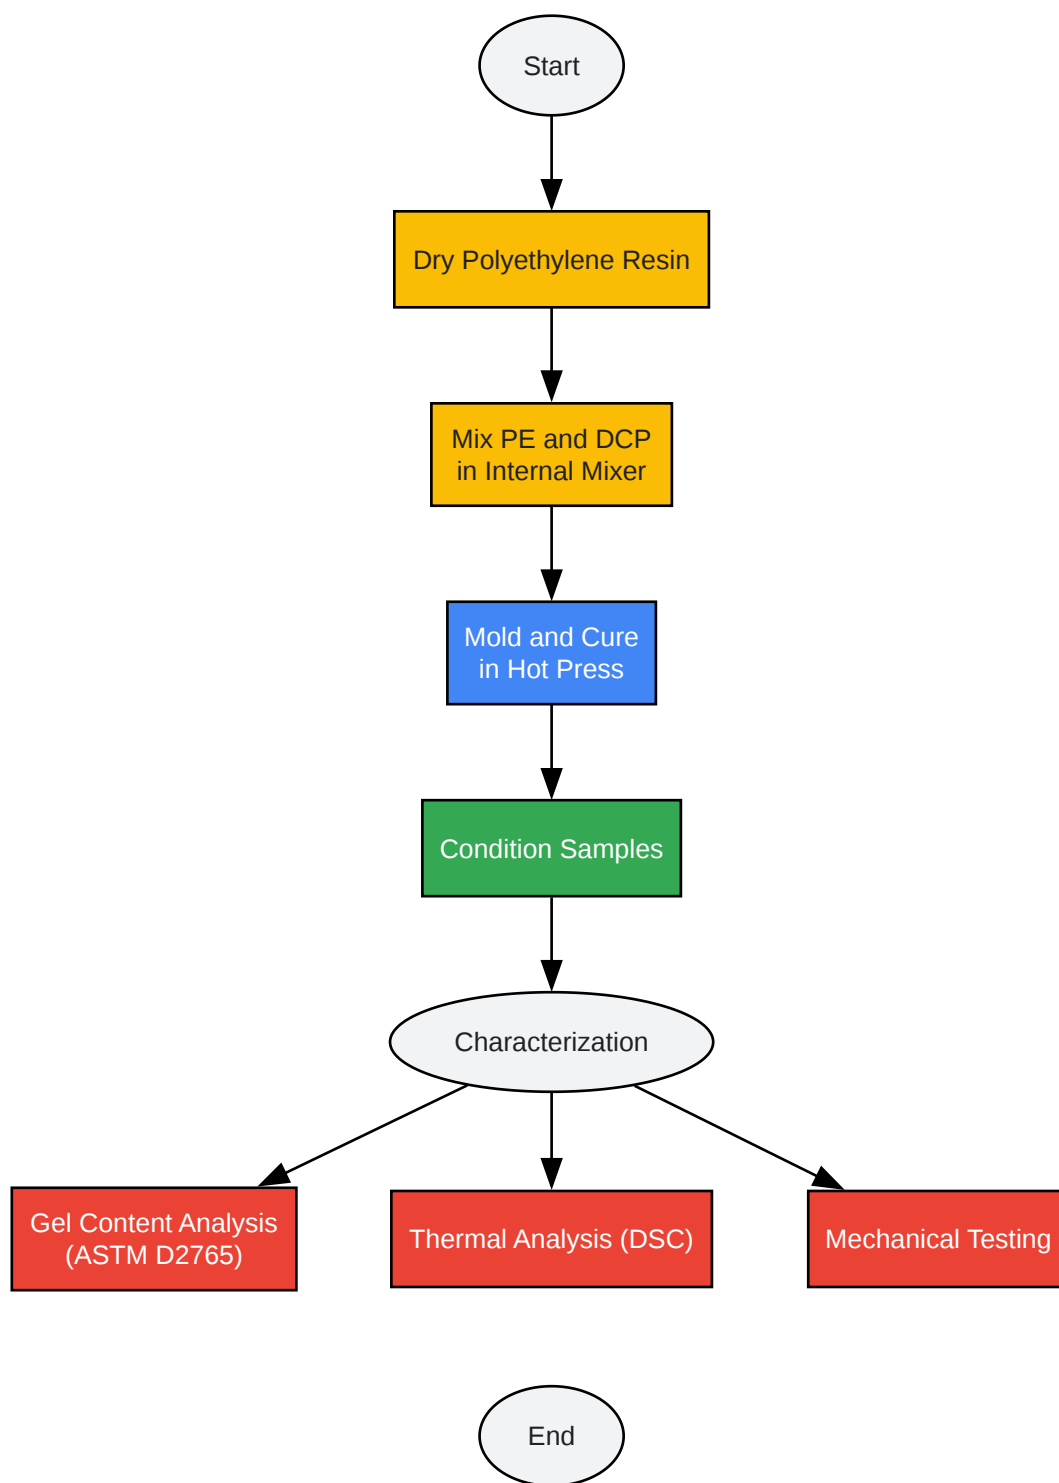 Start
Dry Polyethylene Resin
Mix PE and DCP
in Internal Mixer
Mold and Cure
in Hot Press
Condition Samples
Characterization
Gel Content Analysis
(ASTM D2765)
Thermal Analysis (DSC)
Mechanical Testing
End